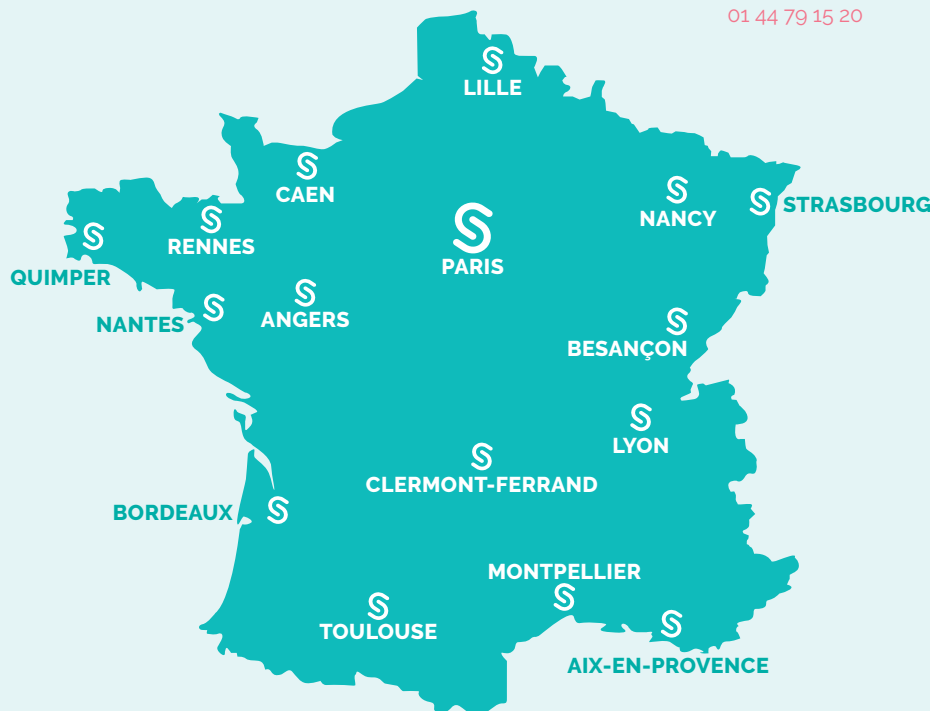 01 44 79 15 20
LILLE
CAEN
NANCY
STRASBOURG
RENNES
PARIS
QUIMPER
NANTES
ANGERS
BESANÇON
LYON
CLERMONT-FERRAND
BORDEAUX
MONTPELLIER
TOULOUSE
AIX-EN-PROVENCE